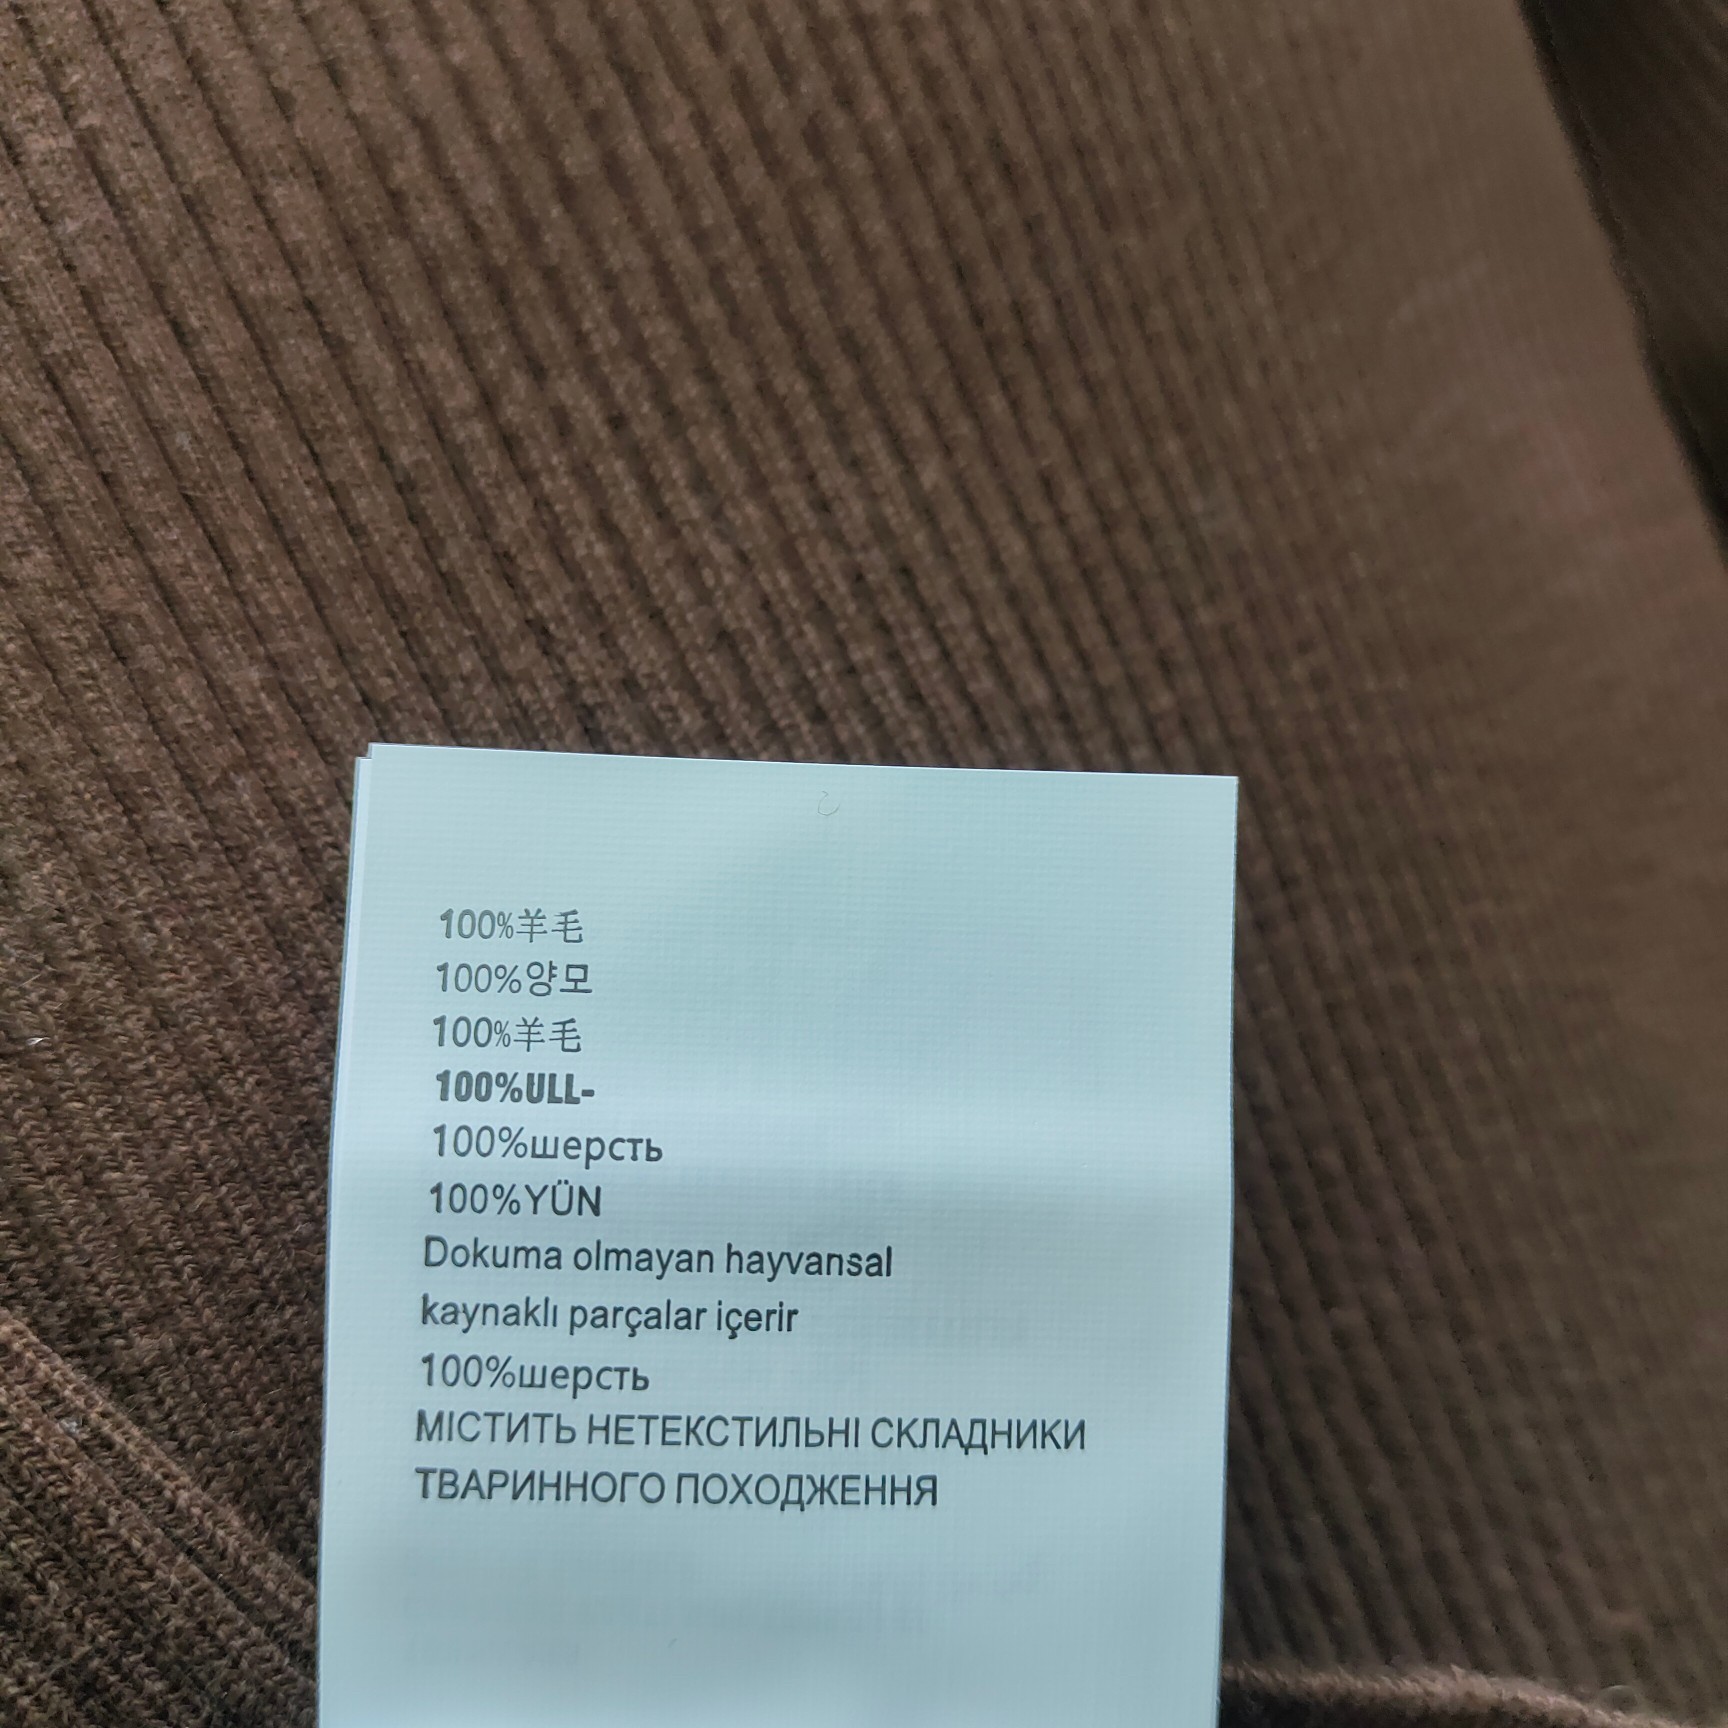 100%羊毛
100%양모
100%羊毛
100%ULL-
100%шерсть
100%YÜN
Dokuma olmayan hayvansal
kaynaklı parçalar içerir
100%шерсть
МІСТИТЬ НЕТЕКСТИЛЬНІ СКЛАДНИКИ
ТВАРИННОГО ПОХОДЖЕННЯ